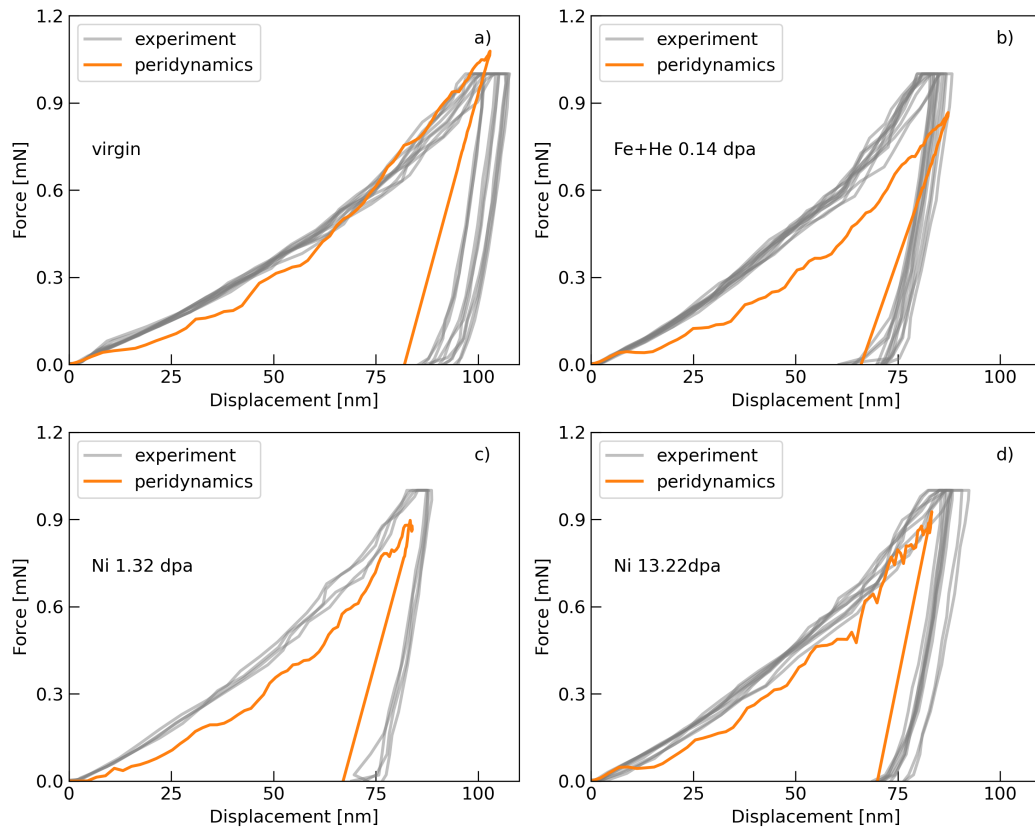 1.2
experiment
peridynamics
a)
0.9
virgin
Force [mN]
0.6
0.3
0.0
0
25
50
75
100
Displacement [nm]
1.2
experiment
peridynamics
b)
0.9
Fe+He 0.14 dpa
Force [mN]
0.6
0.3
0.0
0
25
50
75
100
Displacement [nm]
1.2
experiment
peridynamics
c)
0.9
Ni 1.32 dpa
Force [mN]
0.6
0.3
0.0
0
25
50
75
100
Displacement [nm]
1.2
experiment
peridynamics
d)
0.9
Ni 13.22dpa
Force [mN]
0.6
0.3
0.0
0
25
50
75
100
Displacement [nm]